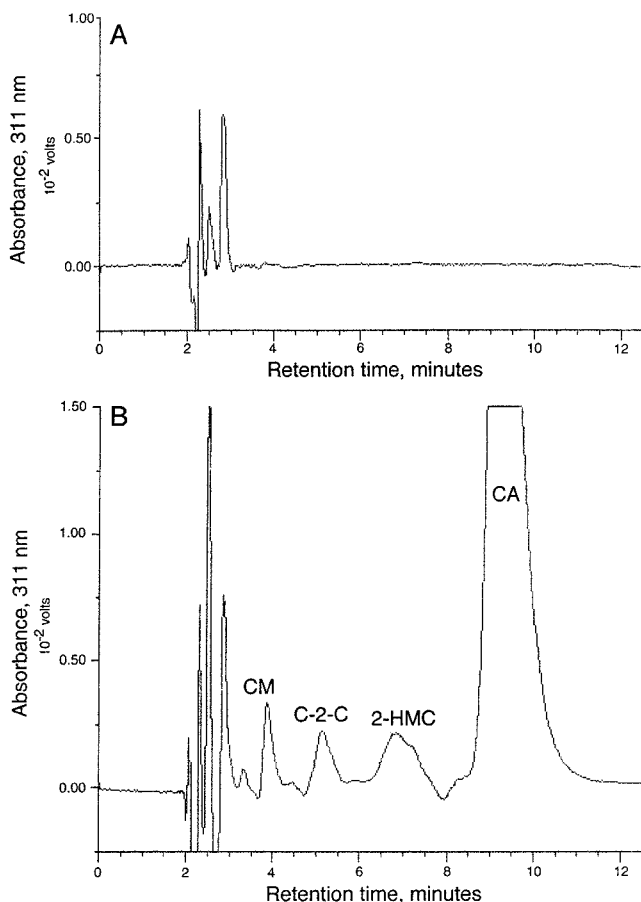 A
1.00
0.50
0.00
Absorbance, 311 nm
10⁻² volts
0 2 4 6 8 10 12
Retention time, minutes
B
1.50
1.00
0.50
0.00
Absorbance, 311 nm
10⁻² volts
CM
C-2-C
2-HMC
CA
0 2 4 6 8 10 12
Retention time, minutes